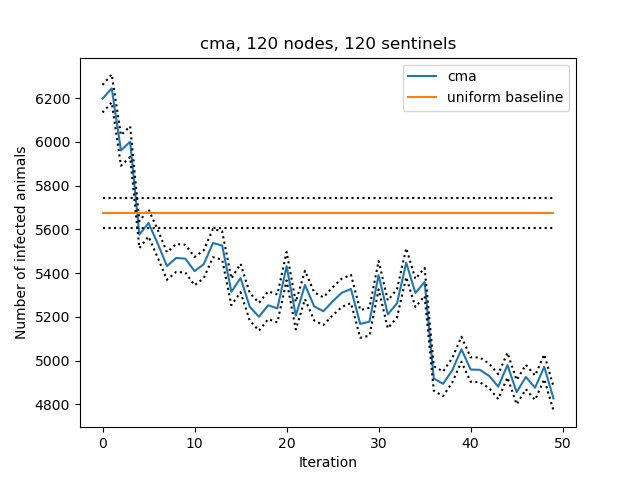 cma, 120 nodes, 120 sentinels
cma
uniform baseline
Number of infected animals
6200
6000
5800
5600
5400
5200
5000
4800
0 10 20 30 40 50
Iteration